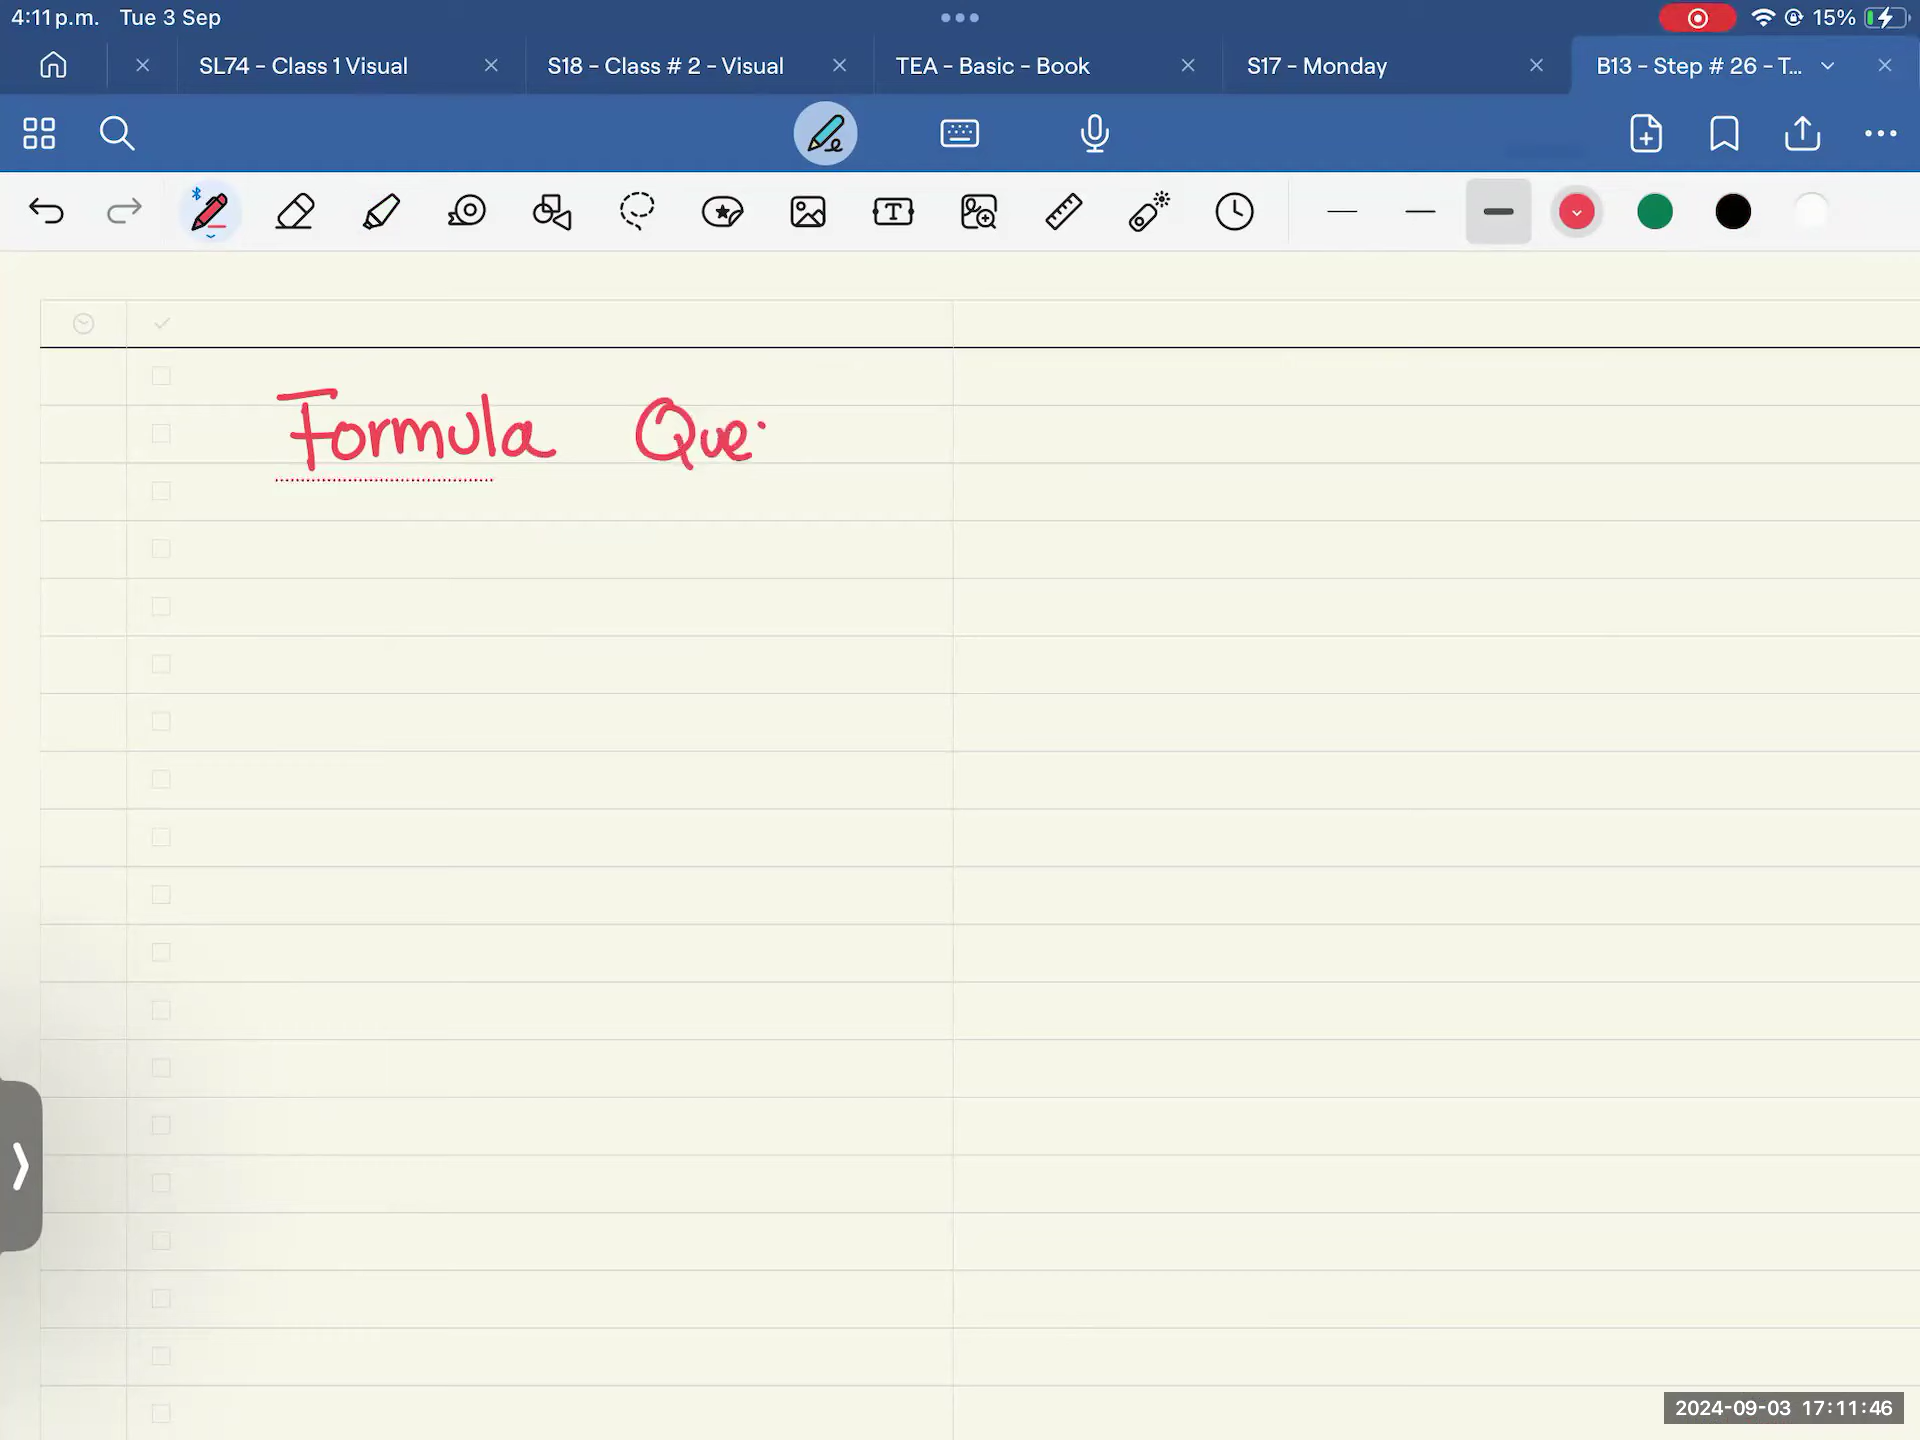 4:11 p.m. Tue 3 Sep 15%
SL74 - Class 1 Visual S18 - Class # 2 - Visual TEA - Basic - Book S17 - Monday B13 - Step # 26 - T...
Formula Que
2024-09-03 17:11:46